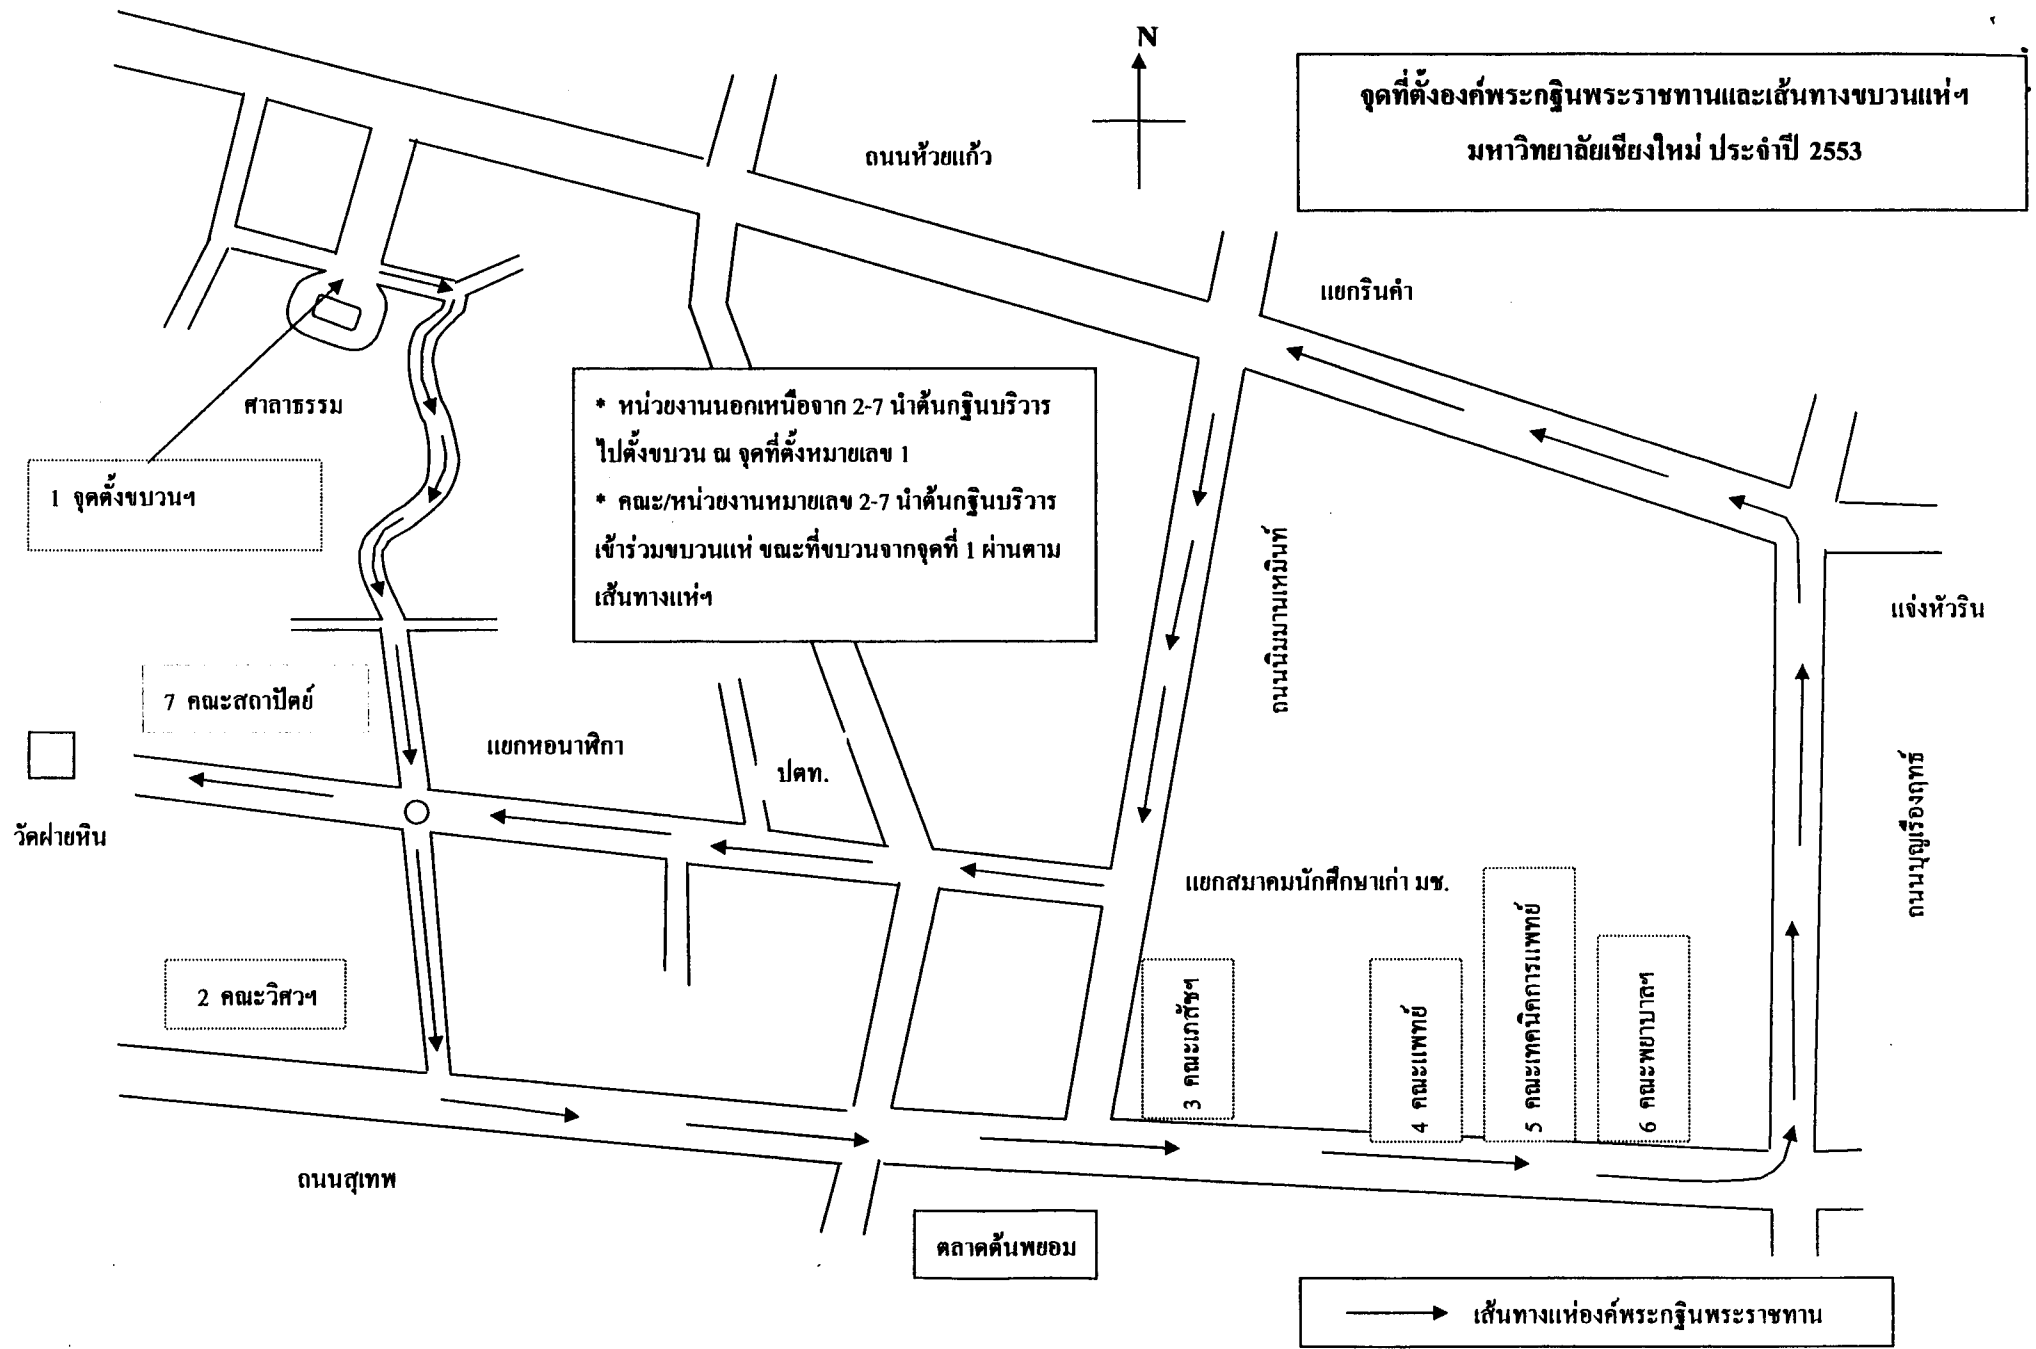 N
จุดที่ตั้งองค์พระกฐินพระราชทานและเส้นทางขบวนแห่ฯ
มหาวิทยาลัยเชียงใหม่ ประจำปี 2553
ถนนห้วยแก้ว
แยกรินคำ
ศาลาธรรม
* หน่วยงานนอกเหนือจาก 2-7 นำต้นกฐินบริวาร
ไปตั้งขบวน ณ จุดที่ตั้งหมายเลข 1
* คณะ/หน่วยงานหมายเลข 2-7 นำต้นกฐินบริวาร
เข้าร่วมขบวนแห่ ขณะที่ขบวนจากจุดที่ 1 ผ่านตาม
เส้นทางแห่ฯ
1 จุดตั้งขบวนฯ
ถนนนิมมานเหมินท์
แจ่งหัวริน
7 คณะสถาปัตย์
แยกหอนาฬิกา
ปตท.
วัดฝายหิน
ถนนบุญเรืองฤทธิ์
แยกสมาคมนักศึกษาเก่า มช.
2 คณะวิศวฯ
3 คณะเภสัชฯ
4 คณะแพทย์
5 คณะเทคนิคการแพทย์
6 คณะพยาบาลฯ
ถนนสุเทพ
ตลาดต้นพยอม
เส้นทางแห่องค์พระกฐินพระราชทาน